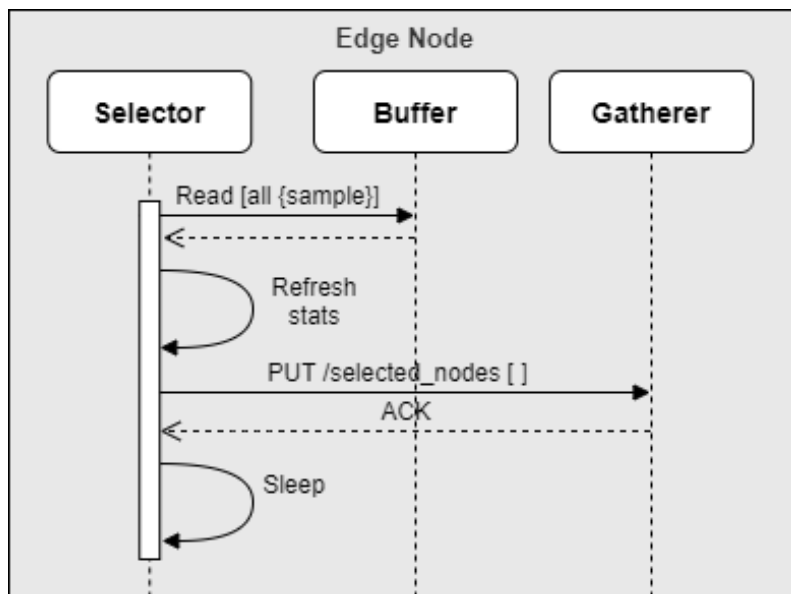 Edge Node
Selector
Buffer
Gatherer
Read [all {sample}]
Refresh
stats
PUT /selected_nodes [ ]
ACK
Sleep